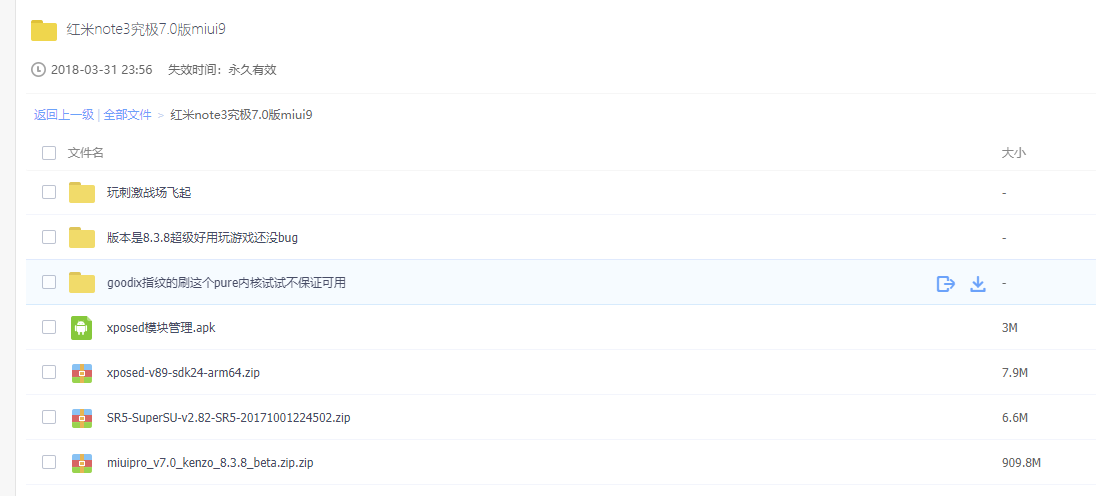 红米note3究极7.0版miui9
2018-03-31 23:56 失效时间：永久有效
返回上一级 | 全部文件 > 红米note3究极7.0版miui9
文件名 大小
玩刺激战场飞起 -
版本是8.3.8超级好用玩游戏还没bug -
goodix指纹的刷这个pure内核试试不保证可用 -
xposed模块管理.apk 3M
xposed-v89-sdk24-arm64.zip 7.9M
SR5-SuperSU-v2.82-SR5-20171001224502.zip 6.6M
miuipro_v7.0_kenzo_8.3.8_beta.zip.zip 909.8M